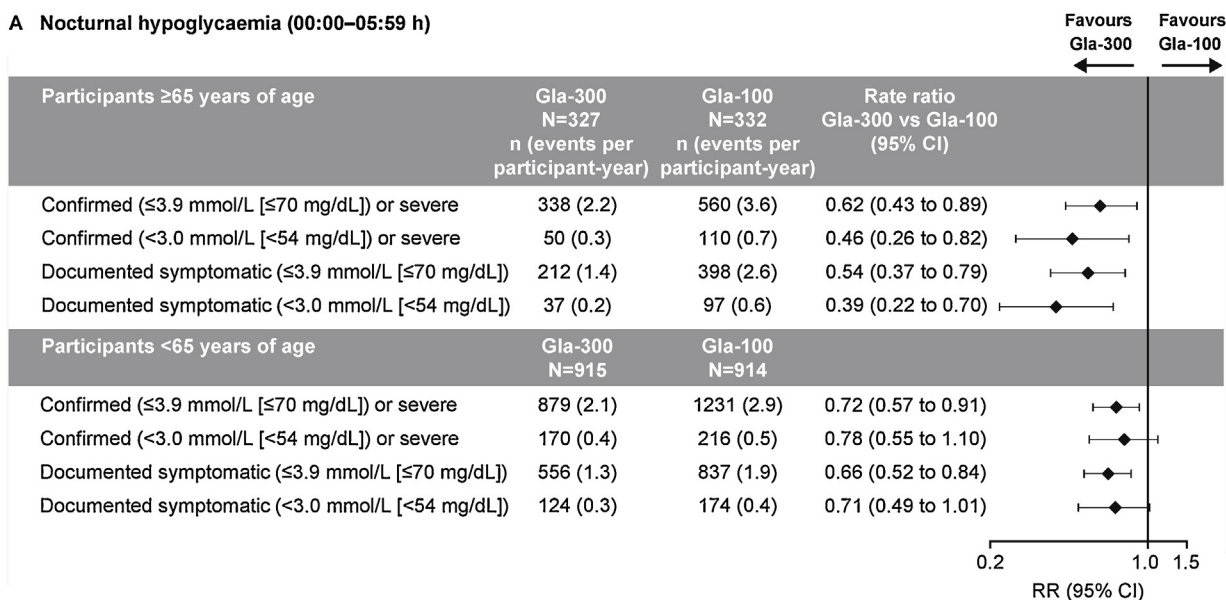 A Nocturnal hypoglycaemia (00:00–05:59 h)
Favours Gla-300
Favours Gla-100
Participants ≥65 years of age
Gla-300 N=327 n (events per participant-year)
Gla-100 N=332 n (events per participant-year)
Rate ratio Gla-300 vs Gla-100 (95% CI)
Confirmed (≤3.9 mmol/L [≤70 mg/dL]) or severe 338 (2.2) 560 (3.6) 0.62 (0.43 to 0.89)
Confirmed (<3.0 mmol/L [<54 mg/dL]) or severe 50 (0.3) 110 (0.7) 0.46 (0.26 to 0.82)
Documented symptomatic (≤3.9 mmol/L [≤70 mg/dL]) 212 (1.4) 398 (2.6) 0.54 (0.37 to 0.79)
Documented symptomatic (<3.0 mmol/L [<54 mg/dL]) 37 (0.2) 97 (0.6) 0.39 (0.22 to 0.70)
Participants <65 years of age
Gla-300 N=915
Gla-100 N=914
Confirmed (≤3.9 mmol/L [≤70 mg/dL]) or severe 879 (2.1) 1231 (2.9) 0.72 (0.57 to 0.91)
Confirmed (<3.0 mmol/L [<54 mg/dL]) or severe 170 (0.4) 216 (0.5) 0.78 (0.55 to 1.10)
Documented symptomatic (≤3.9 mmol/L [≤70 mg/dL]) 556 (1.3) 837 (1.9) 0.66 (0.52 to 0.84)
Documented symptomatic (<3.0 mmol/L [<54 mg/dL]) 124 (0.3) 174 (0.4) 0.71 (0.49 to 1.01)
0.2 1.0 1.5
RR (95% CI)